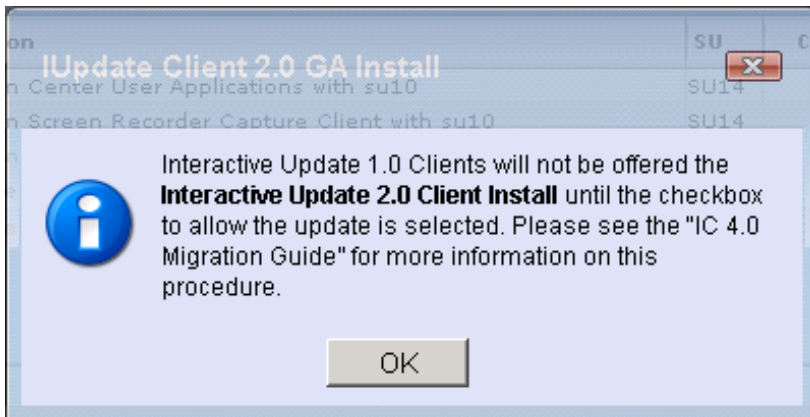 on SU C
IUpdate Client 2.0 GA Install
n Center User Applications with su10 SU14
n Screen Recorder Capture Client with su10 SU14
Interactive Update 1.0 Clients will not be offered the
Interactive Update 2.0 Client Install until the checkbox
to allow the update is selected. Please see the "IC 4.0
Migration Guide" for more information on this
procedure.
OK